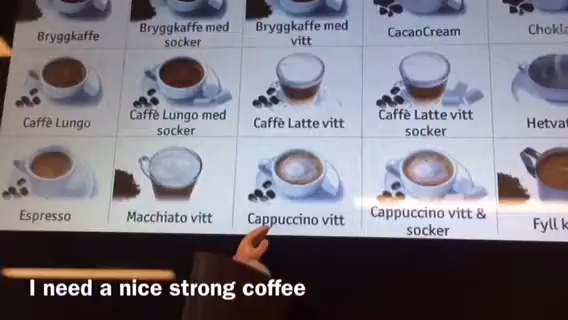 Bryggkaffe
Bryggkaffe med
socker
Bryggkaffe med
vitt
CacaoCream
Caffè Lungo
Caffè Lungo med
socker
Caffè Latte vitt
Caffè Latte vitt
socker
Espresso
Macchiato vitt
Cappuccino vitt
Cappuccino vitt &
socker
Fyll
I need a nice strong coffee